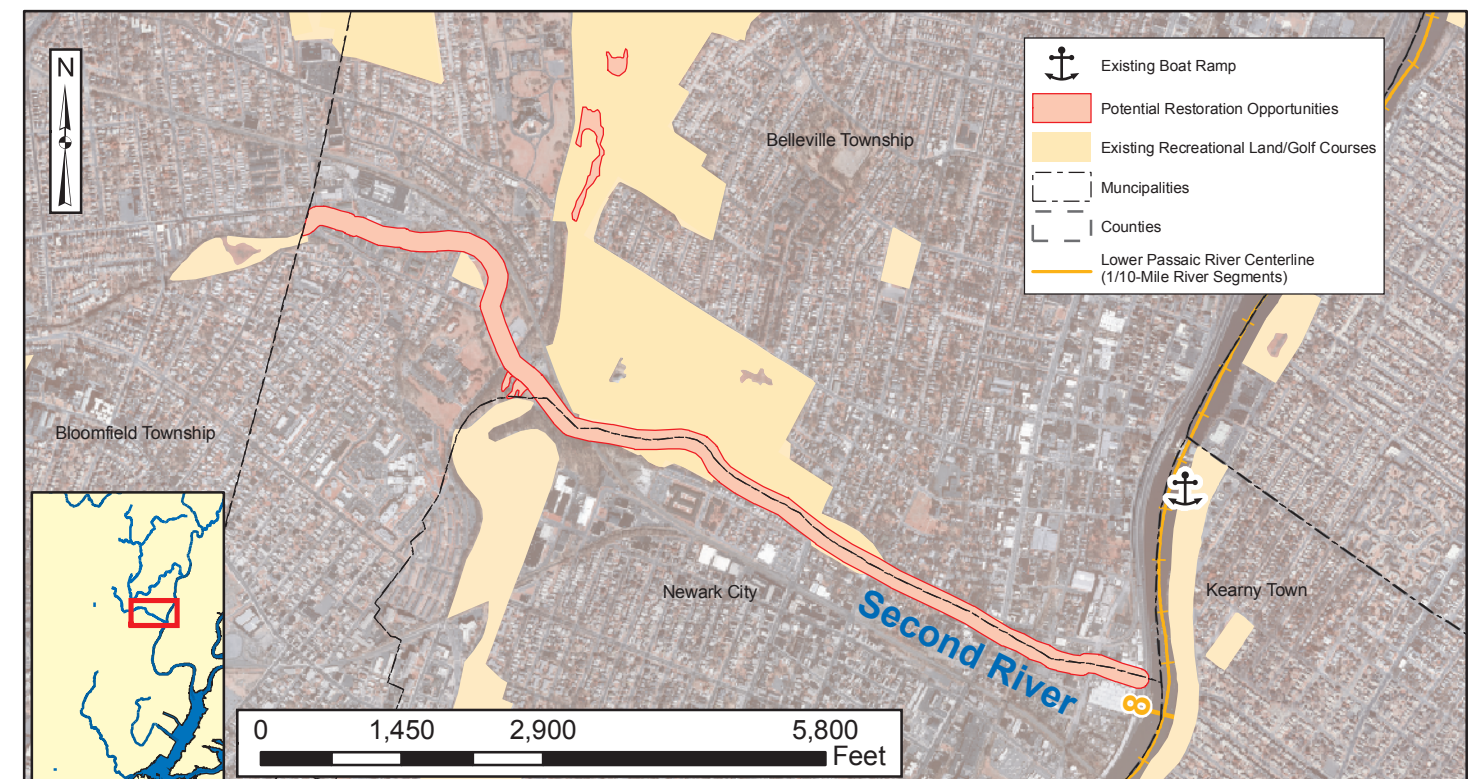 N
Existing Boat Ramp
Potential Restoration Opportunities
Existing Recreational Land/Golf Courses
Muncipalities
Counties
Lower Passaic River Centerline
(1/10-Mile River Segments)
Belleville Township
Bloomfield Township
Newark City
Kearny Town
Second River
8
0 1,450 2,900 5,800
Feet